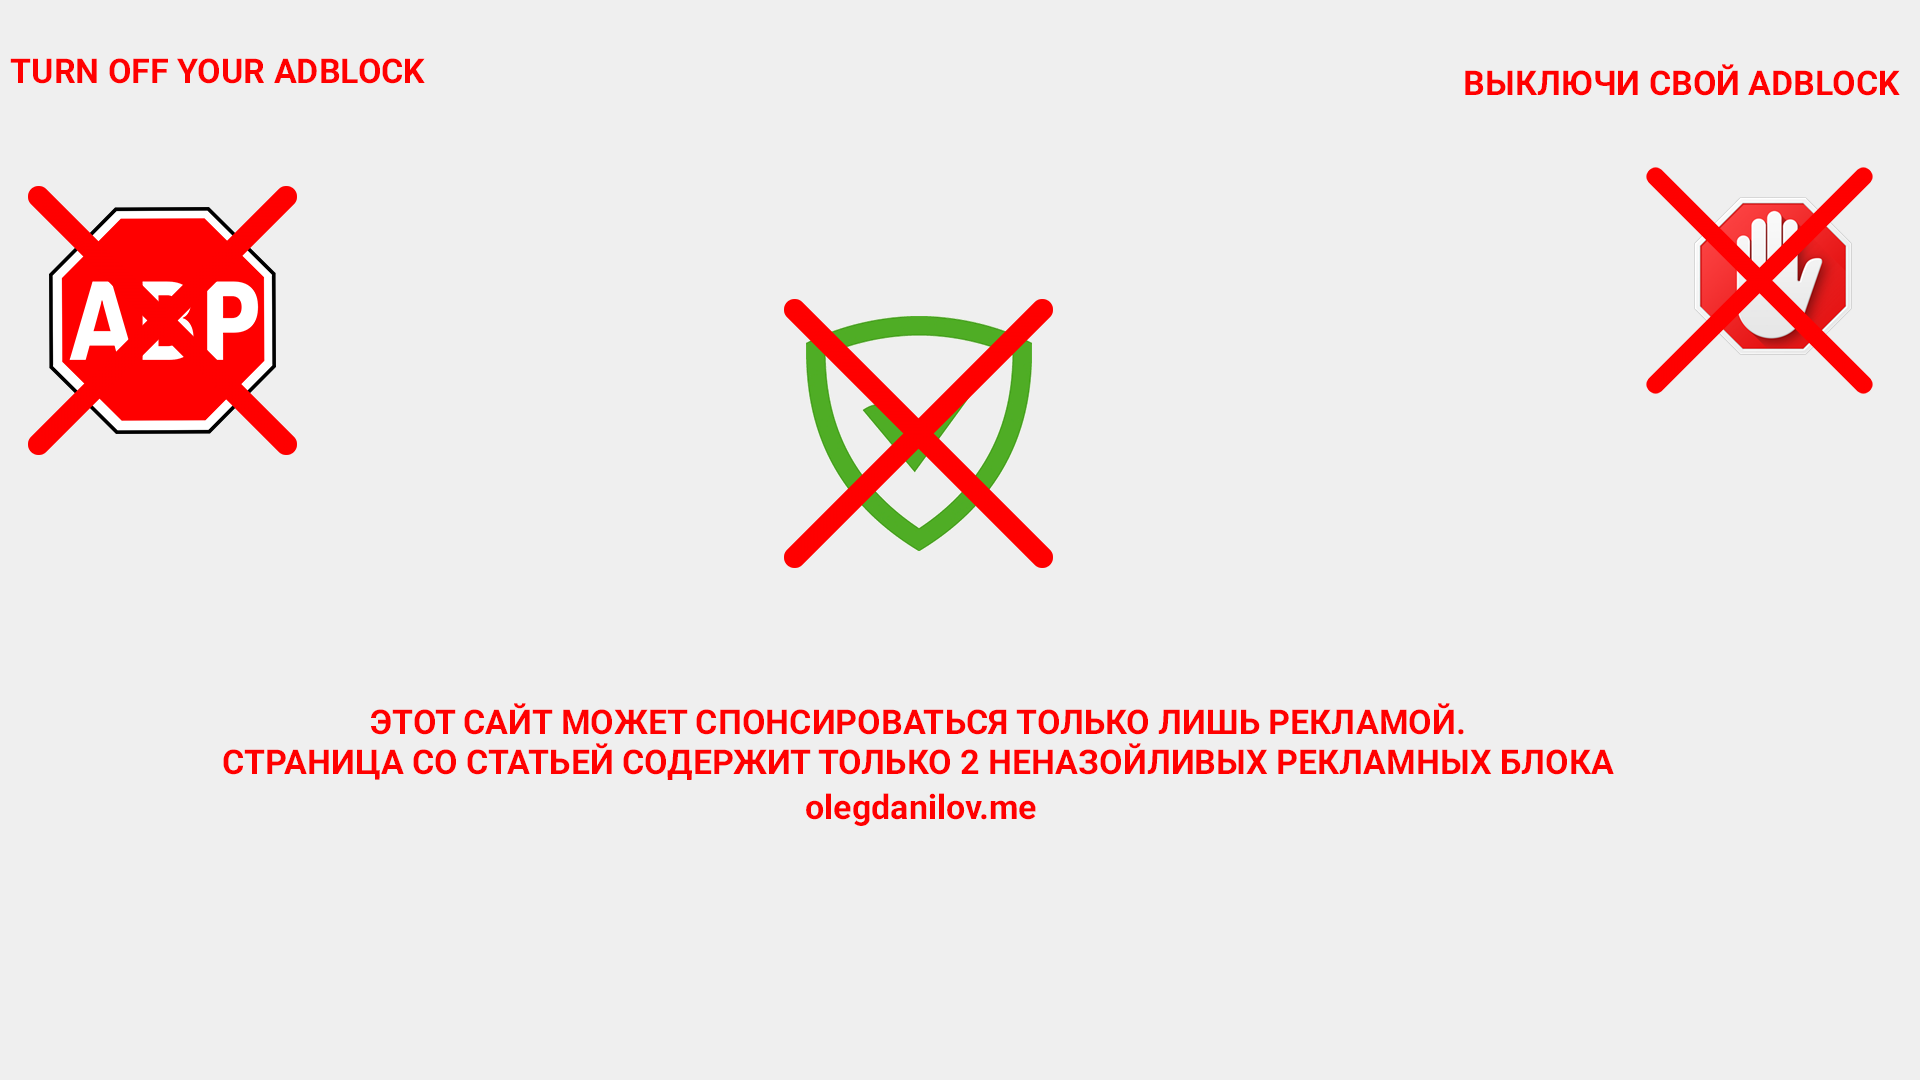 TURN OFF YOUR ADBLOCK
ВЫКЛЮЧИ СВОЙ ADBLOCK
ABP
ЭТОТ САЙТ МОЖЕТ СПОНСИРОВАТЬСЯ ТОЛЬКО ЛИШЬ РЕКЛАМОЙ.
СТРАНИЦА СО СТАТЬЕЙ СОДЕРЖИТ ТОЛЬКО 2 НЕНАЗОЙЛИВЫХ РЕКЛАМНЫХ БЛОКА
olegdanilov.me